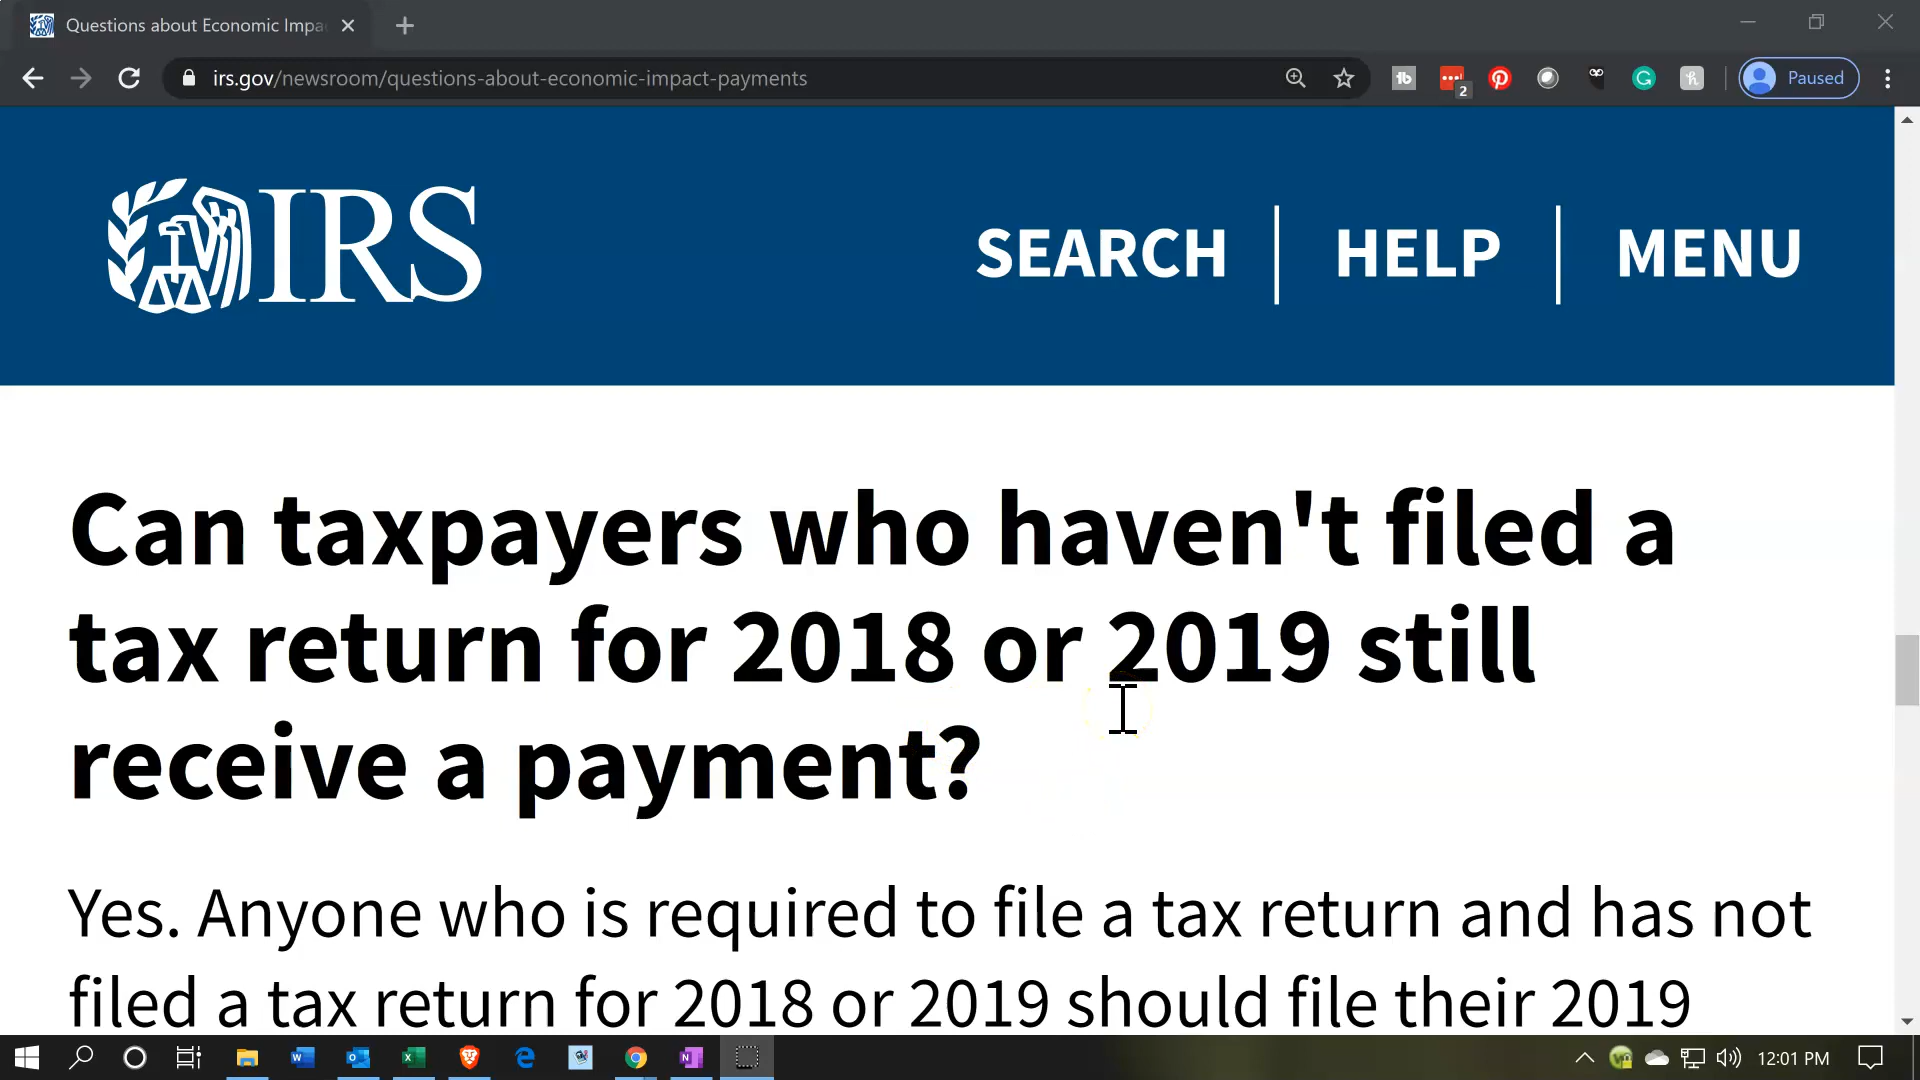 Questions about Economic Impa
irs.gov/newsroom/questions-about-economic-impact-payments
2
Paused
IRS
SEARCH | HELP | MENU
Can taxpayers who haven't filed a
tax return for 2018 or 2019 still
receive a payment?
Yes. Anyone who is required to file a tax return and has not
filed a tax return for 2018 or 2019 should file their 2019
12:01 PM